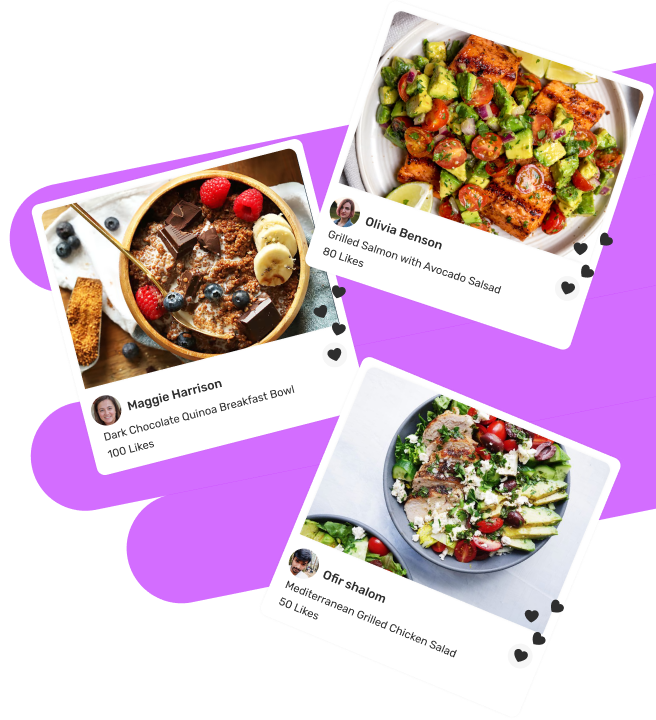 Olivia Benson
Grilled Salmon with Avocado Salsad
80 Likes
Maggie Harrison
Dark Chocolate Quinoa Breakfast Bowl
100 Likes
Ofir shalom
Mediterranean Grilled Chicken Salad
50 Likes